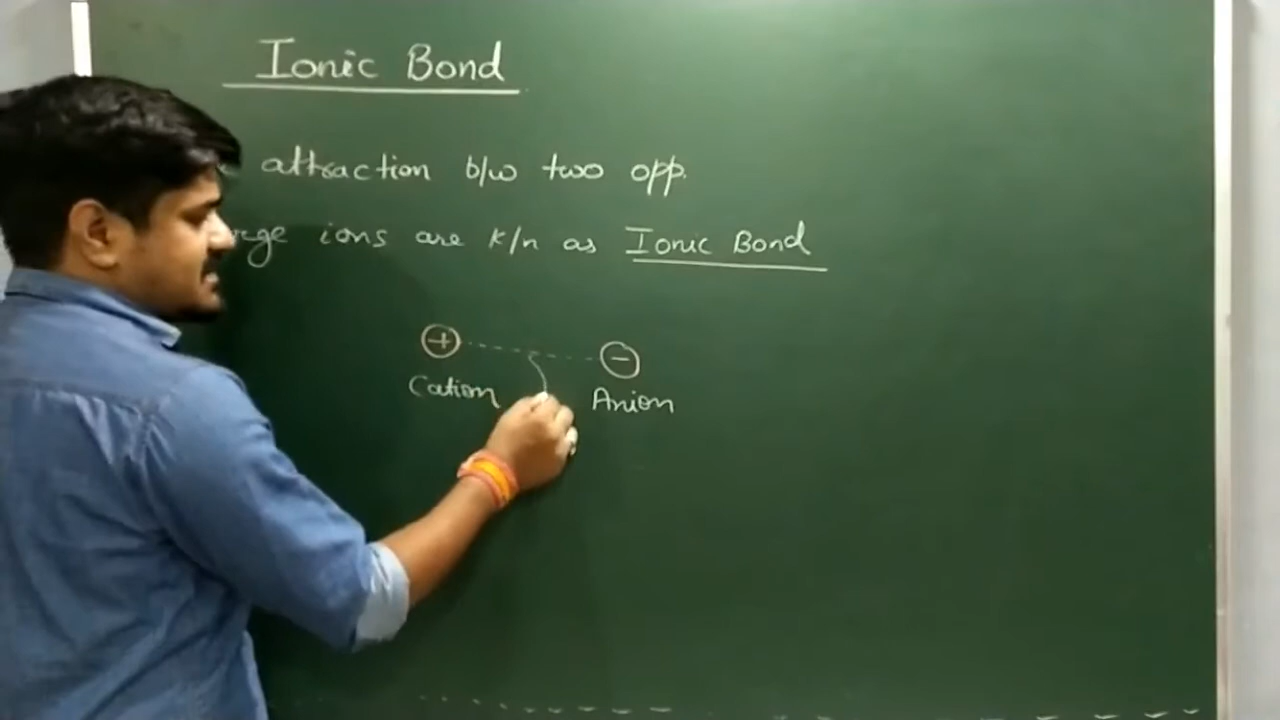 Ionic Bond
attraction b/w two opp.
ions are k/n as Ionic Bond
+ -
Cation Anion